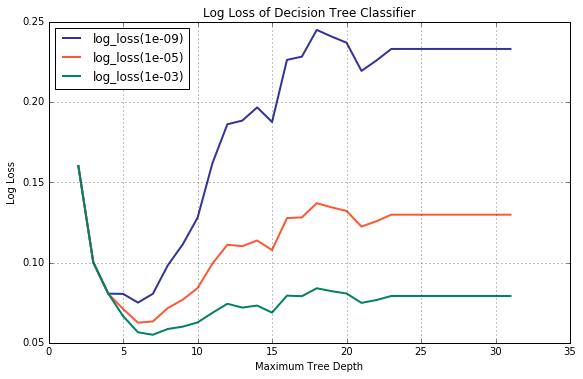 Log Loss of Decision Tree Classifier
0.25
log_loss(1e-09)
log_loss(1e-05)
log_loss(1e-03)
0.20
0.15
0.10
0.05
Log Loss
0 5 10 15 20 25 30 35
Maximum Tree Depth